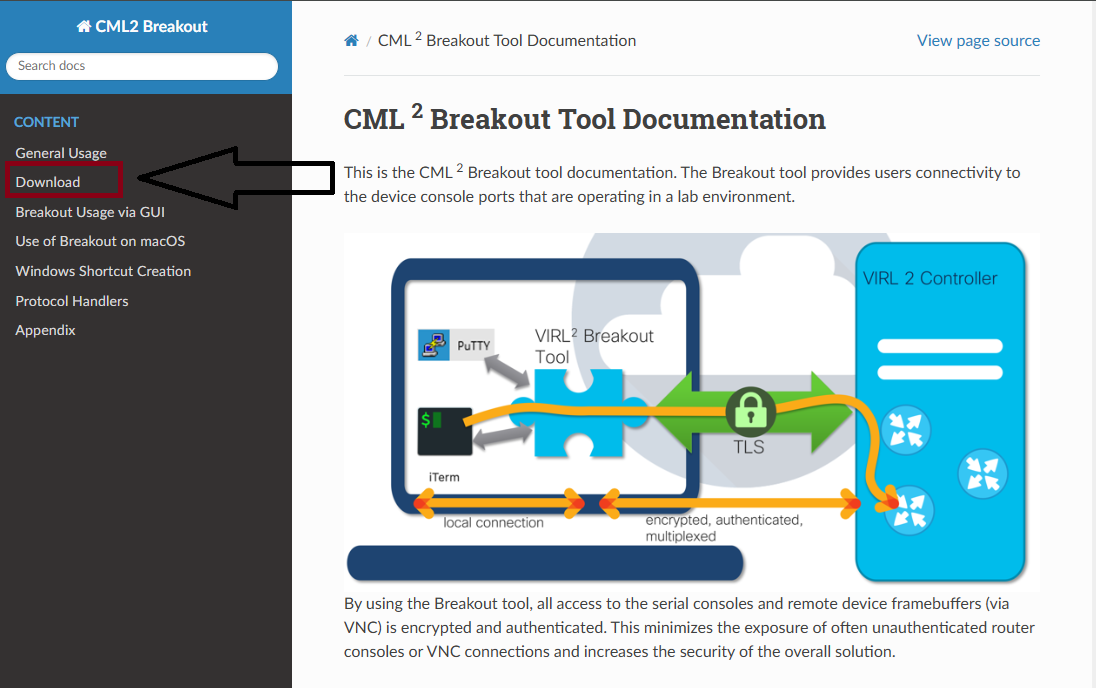 CML2 Breakout
Search docs
CONTENT
General Usage
Download
Breakout Usage via GUI
Use of Breakout on macOS
Windows Shortcut Creation
Protocol Handlers
Appendix
/ CML ² Breakout Tool Documentation
View page source
CML ² Breakout Tool Documentation
This is the CML ² Breakout tool documentation. The Breakout tool provides users connectivity to
the device console ports that are operating in a lab environment.
VIRL 2 Controller
PuTTY
VIRL² Breakout
Tool
$
TLS
iTerm
local connection
encrypted, authenticated,
multiplexed
By using the Breakout tool, all access to the serial consoles and remote device framebuffers (via
VNC) is encrypted and authenticated. This minimizes the exposure of often unauthenticated router
consoles or VNC connections and increases the security of the overall solution.